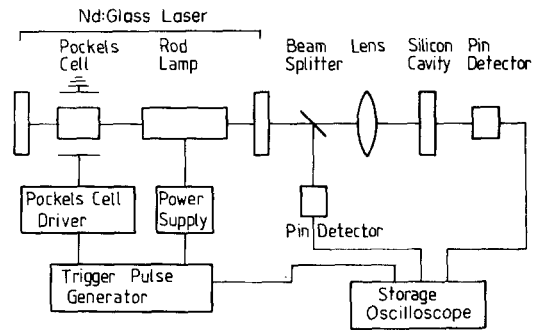 Nd:Glass Laser
Pockels
Cell
Rod
Lamp
Beam
Splitter
Lens
Silicon
Cavity
Pin
Detector
Pockels Cell
Driver
Power
Supply
Pin Detector
Trigger Pulse
Generator
Storage
Oscilloscope